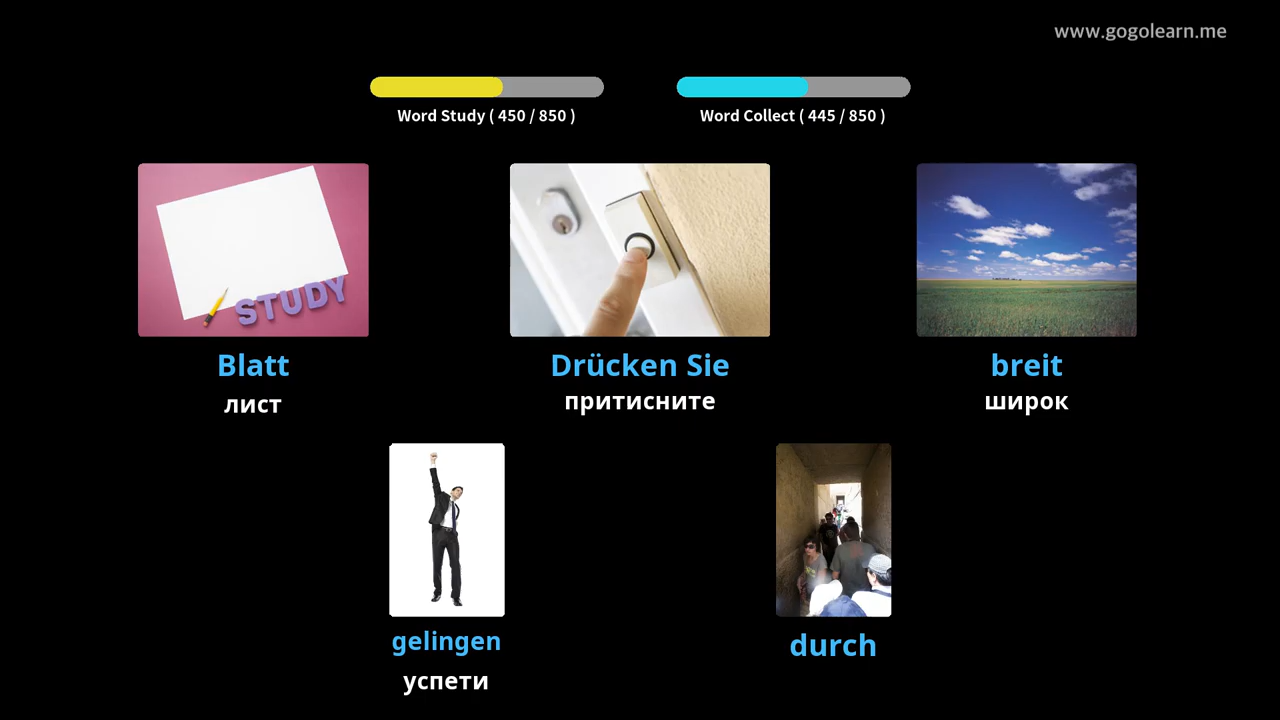 www.gogolearn.me
Word Study ( 450 / 850 )
Word Collect ( 445 / 850 )
STUDY
Blatt
лист
Drücken Sie
притисните
breit
широк
gelingen
успети
durch